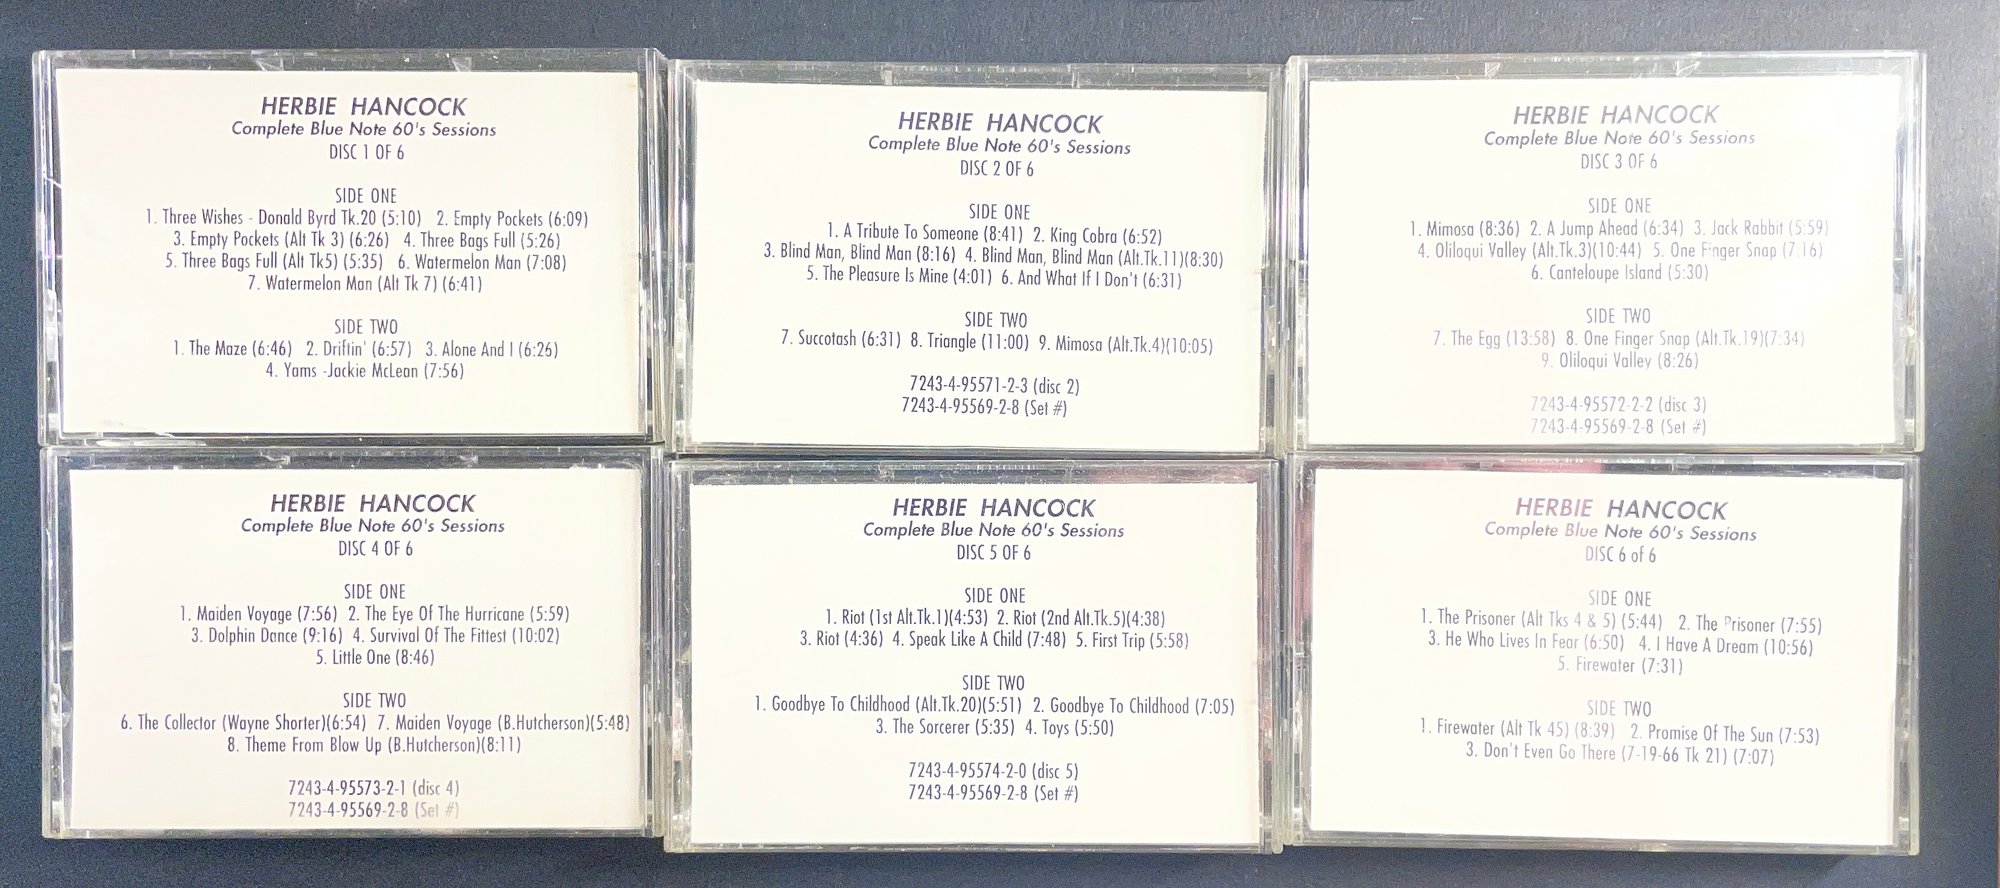 HERBIE HANCOCK
Complete Blue Note 60's Sessions
DISC 1 OF 6
SIDE ONE
1. Three Wishes - Donald Byrd Tk.20 (5:10) 2. Empty Pockets (6:09)
3. Empty Pockets (Alt Tk 3) (6:26) 4. Three Bags Full (5:26)
5. Three Bags Full (Alt Tk5) (5:35) 6. Watermelon Man (7:08)
7. Watermelon Man (Alt Tk 7) (6:41)
SIDE TWO
1. The Maze (6:46) 2. Driftin' (6:57) 3. Alone And I (6:26)
4. Yams -Jackie McLean (7:56)
HERBIE HANCOCK
Complete Blue Note 60's Sessions
DISC 2 OF 6
SIDE ONE
1. A Tribute To Someone (8:41) 2. King Cobra (6:52)
3. Blind Man, Blind Man (8:16) 4. Blind Man, Blind Man (Alt.Tk.11)(8:30)
5. The Pleasure Is Mine (4:01) 6. And What If I Don't (6:31)
SIDE TWO
7. Succotash (6:31) 8. Triangle (11:00) 9. Mimosa (Alt.Tk.4)(10:05)
7243-4-95571-2-3 (disc 2)
7243-4-95569-2-8 (Set #)
HERBIE HANCOCK
Complete Blue Note 60's Sessions
DISC 3 OF 6
SIDE ONE
1. Mimosa (8:36) 2. A Jump Ahead (6:34) 3. Jack Rabbit (5:59)
4. Oliloqui Valley (Alt.Tk.3)(10:44) 5. One Finger Snap (7:16)
6. Canteloupe Island (5:30)
SIDE TWO
7. The Egg (13:58) 8. One Finger Snap (Alt.Tk.19)(7:34)
9. Oliloqui Valley (8:26)
7243-4-95572-2-2 (disc 3)
7243-4-95569-2-8 (Set #)
HERBIE HANCOCK
Complete Blue Note 60's Sessions
DISC 4 OF 6
SIDE ONE
1. Maiden Voyage (7:56) 2. The Eye Of The Hurricane (5:59)
3. Dolphin Dance (9:16) 4. Survival Of The Fittest (10:02)
5. Little One (8:46)
SIDE TWO
6. The Collector (Wayne Shorter)(6:54) 7. Maiden Voyage (B.Hutcherson)(5:48)
8. Theme From Blow Up (B.Hutcherson)(8:11)
7243-4-95573-2-1 (disc 4)
7243-4-95569-2-8 (Set #)
HERBIE HANCOCK
Complete Blue Note 60's Sessions
DISC 5 OF 6
SIDE ONE
1. Riot (1st Alt.Tk.1)(4:53) 2. Riot (2nd Alt.Tk.5)(4:38)
3. Riot (4:36) 4. Speak Like A Child (7:48) 5. First Trip (5:58)
SIDE TWO
1. Goodbye To Childhood (Alt.Tk.20)(5:51) 2. Goodbye To Childhood (7:05)
3. The Sorcerer (5:35) 4. Toys (5:50)
7243-4-95574-2-0 (disc 5)
7243-4-95569-2-8 (Set #)
HERBIE HANCOCK
Complete Blue Note 60's Sessions
DISC 6 of 6
SIDE ONE
1. The Prisoner (Alt Tks 4 & 5) (5:44) 2. The Prisoner (7:55)
3. He Who Lives In Fear (6:50) 4. I Have A Dream (10:56)
5. Firewater (7:31)
SIDE TWO
1. Firewater (Alt Tk 45) (8:39) 2. Promise Of The Sun (7:53)
3. Don't Even Go There (7-19-66 Tk 21) (7:07)